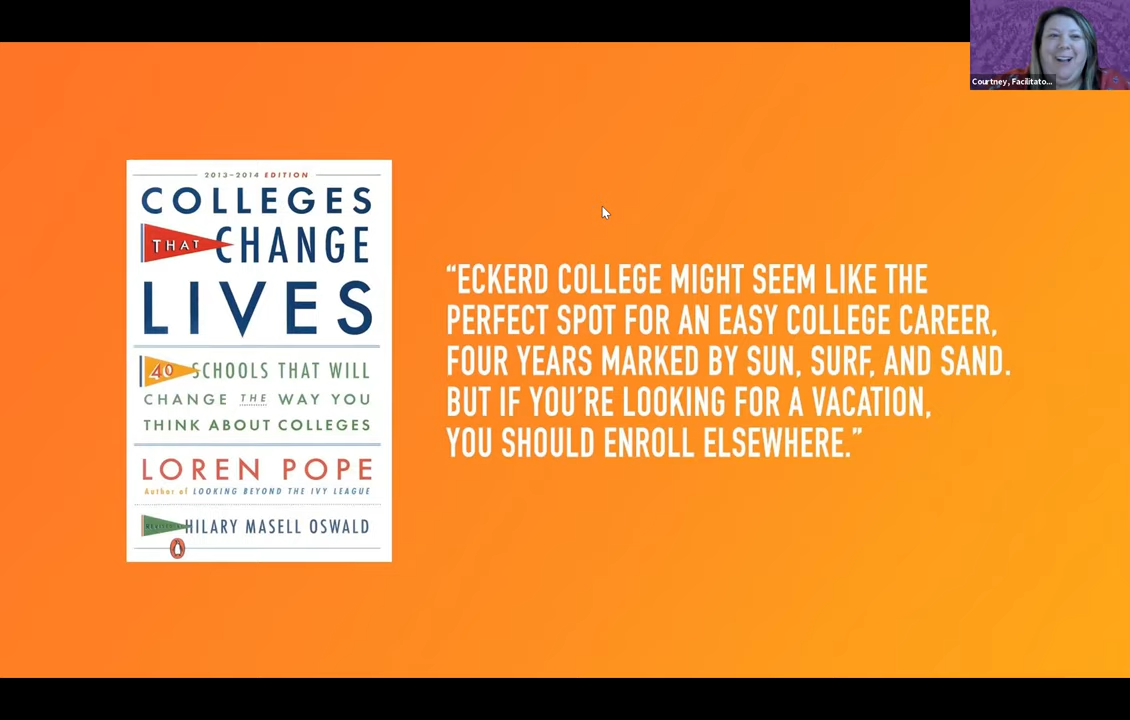 Courtney, Facilitato...
2013–2014 EDITION
COLLEGES
THAT CHANGE
LIVES
40 SCHOOLS THAT WILL
CHANGE THE WAY YOU
THINK ABOUT COLLEGES
LOREN POPE
Author of LOOKING BEYOND THE IVY LEAGUE
HILARY MASELL OSWALD
“ECKERD COLLEGE MIGHT SEEM LIKE THE
PERFECT SPOT FOR AN EASY COLLEGE CAREER,
FOUR YEARS MARKED BY SUN, SURF, AND SAND.
BUT IF YOU’RE LOOKING FOR A VACATION,
YOU SHOULD ENROLL ELSEWHERE.”